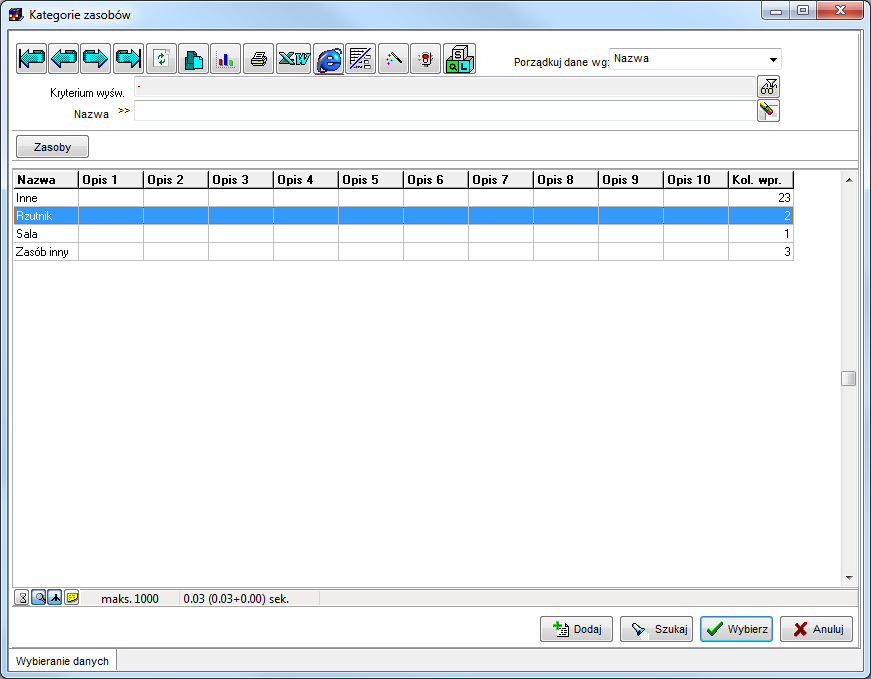 Kategorie zasobów
XW
S
Q L
Porządkuj dane wg: Nazwa
Kryterium wyśw. -
Nazwa >>
Zasoby
Nazwa Opis 1 Opis 2 Opis 3 Opis 4 Opis 5 Opis 6 Opis 7 Opis 8 Opis 9 Opis 10 Kol. wpr.
Inne 23
Rzutnik 2
Sala 1
Zasób inny 3
maks. 1000 0.03 (0.03+0.00) sek.
Dodaj Szukaj Wybierz Anuluj
Wybieranie danych